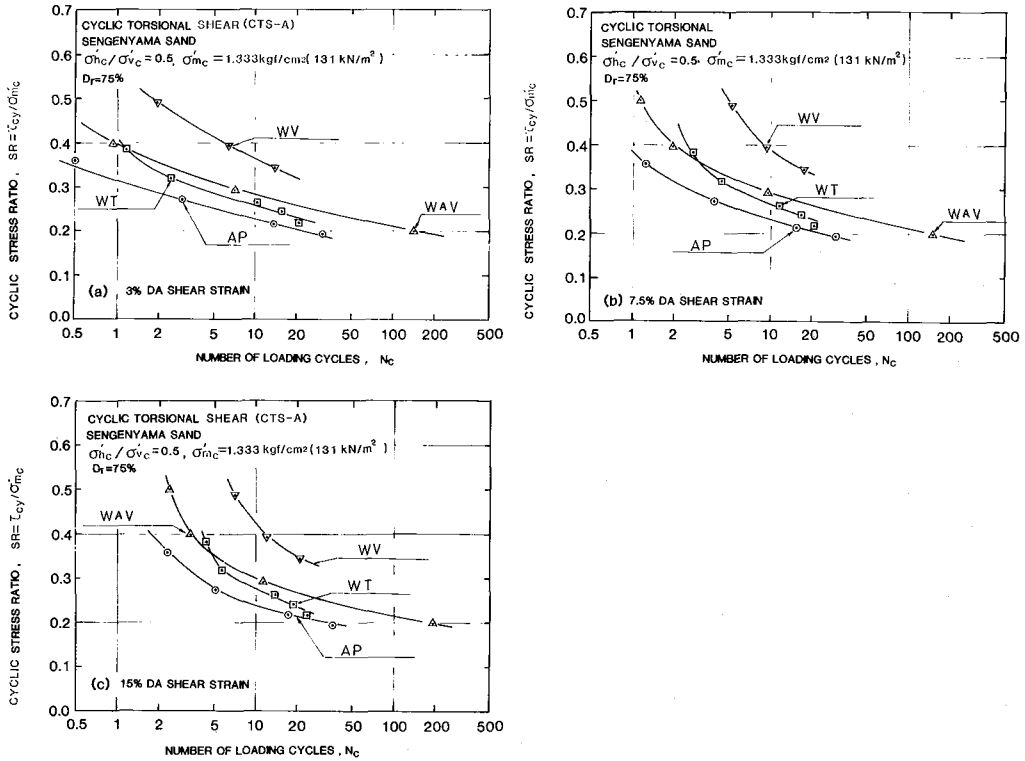 CYCLIC TORSIONAL SHEAR (CTS-A)
SENGENYAMA SAND
σ'hc/σ'vc=0.5, σ'mc=1.333kgf/cm2(131 kN/m²)
Dr=75%
0.7
0.6
0.5
0.4
0.3
0.2
0.1
0.0
CYCLIC STRESS RATIO, SR=τcy/σ'mc
WV
WT
WAV
AP
(a) 3% DA SHEAR STRAIN
0.5 1 2 5 10 20 50 100 200 500
NUMBER OF LOADING CYCLES, Nc
CYCLIC TORSIONAL
SENGENYAMA SAND
σ'hc/σ'vc=0.5, σ'mc=1.333kgf/cm2(131 kN/m²)
Dr=75%
0.7
0.6
0.5
0.4
0.3
0.2
0.1
0.0
CYCLIC STRESS RATIO, SR=τcy/σ'mc
WV
WT
WAV
AP
(b) 7.5% DA SHEAR STRAIN
0.5 1 2 5 10 20 50 100 200 500
NUMBER OF LOADING CYCLES, Nc
CYCLIC TORSIONAL SHEAR (CTS-A)
SENGENYAMA SAND
σ'hc/σ'vc=0.5, σ'mc=1.333kgf/cm2(131 kN/m²)
Dr=75%
0.7
0.6
0.5
0.4
0.3
0.2
0.1
0.0
CYCLIC STRESS RATIO, SR=τcy/σ'mc
WAV
WV
WT
AP
(c) 15% DA SHEAR STRAIN
0.5 1 2 5 10 20 50 100 200 500
NUMBER OF LOADING CYCLES, Nc